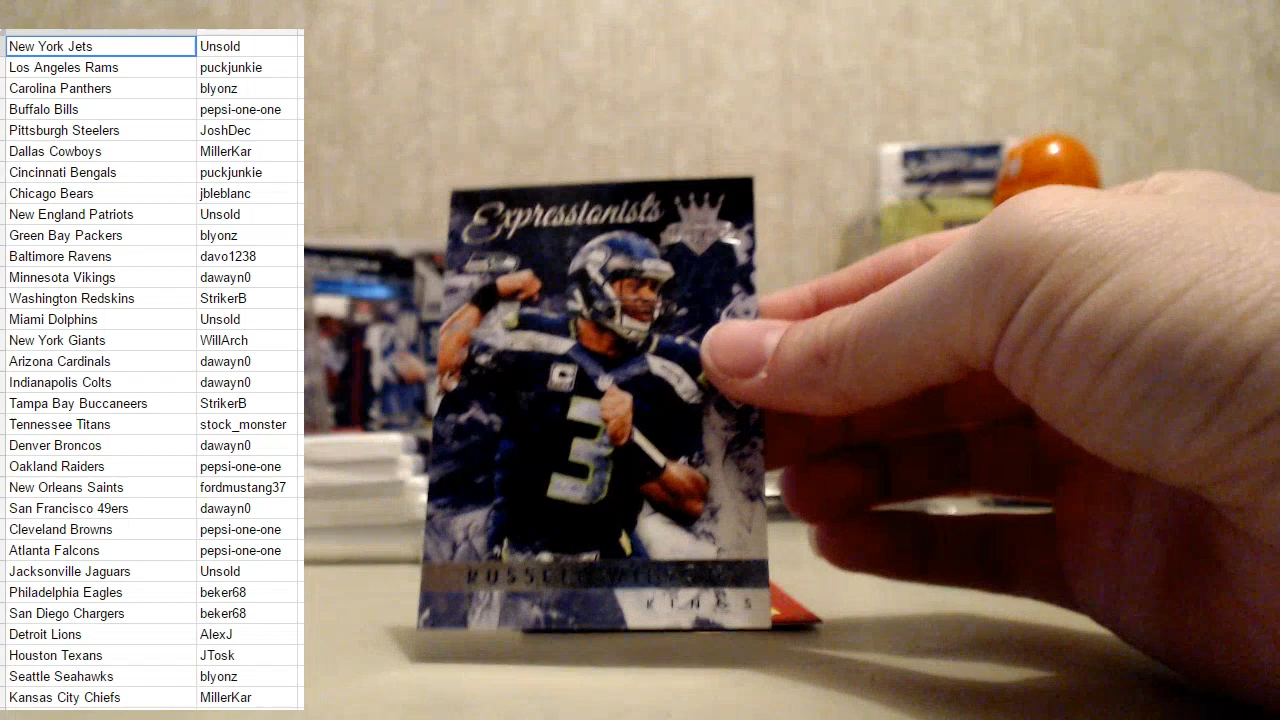 New York Jets Unsold
Los Angeles Rams puckjunkie
Carolina Panthers blyonz
Buffalo Bills pepsi-one-one
Pittsburgh Steelers JoshDec
Dallas Cowboys MillerKar
Cincinnati Bengals puckjunkie
Chicago Bears jbleblanc
New England Patriots Unsold
Green Bay Packers blyonz
Baltimore Ravens davo1238
Minnesota Vikings dawayn0
Washington Redskins StrikerB
Miami Dolphins Unsold
New York Giants WillArch
Arizona Cardinals dawayn0
Indianapolis Colts dawayn0
Tampa Bay Buccaneers StrikerB
Tennessee Titans stock_monster
Denver Broncos dawayn0
Oakland Raiders pepsi-one-one
New Orleans Saints fordmustang37
San Francisco 49ers dawayn0
Cleveland Browns pepsi-one-one
Atlanta Falcons pepsi-one-one
Jacksonville Jaguars Unsold
Philadelphia Eagles beker68
San Diego Chargers beker68
Detroit Lions AlexJ
Houston Texans JTosk
Seattle Seahawks blyonz
Kansas City Chiefs MillerKar
Expressionists
3
RUSSELL WILSON
KINGS